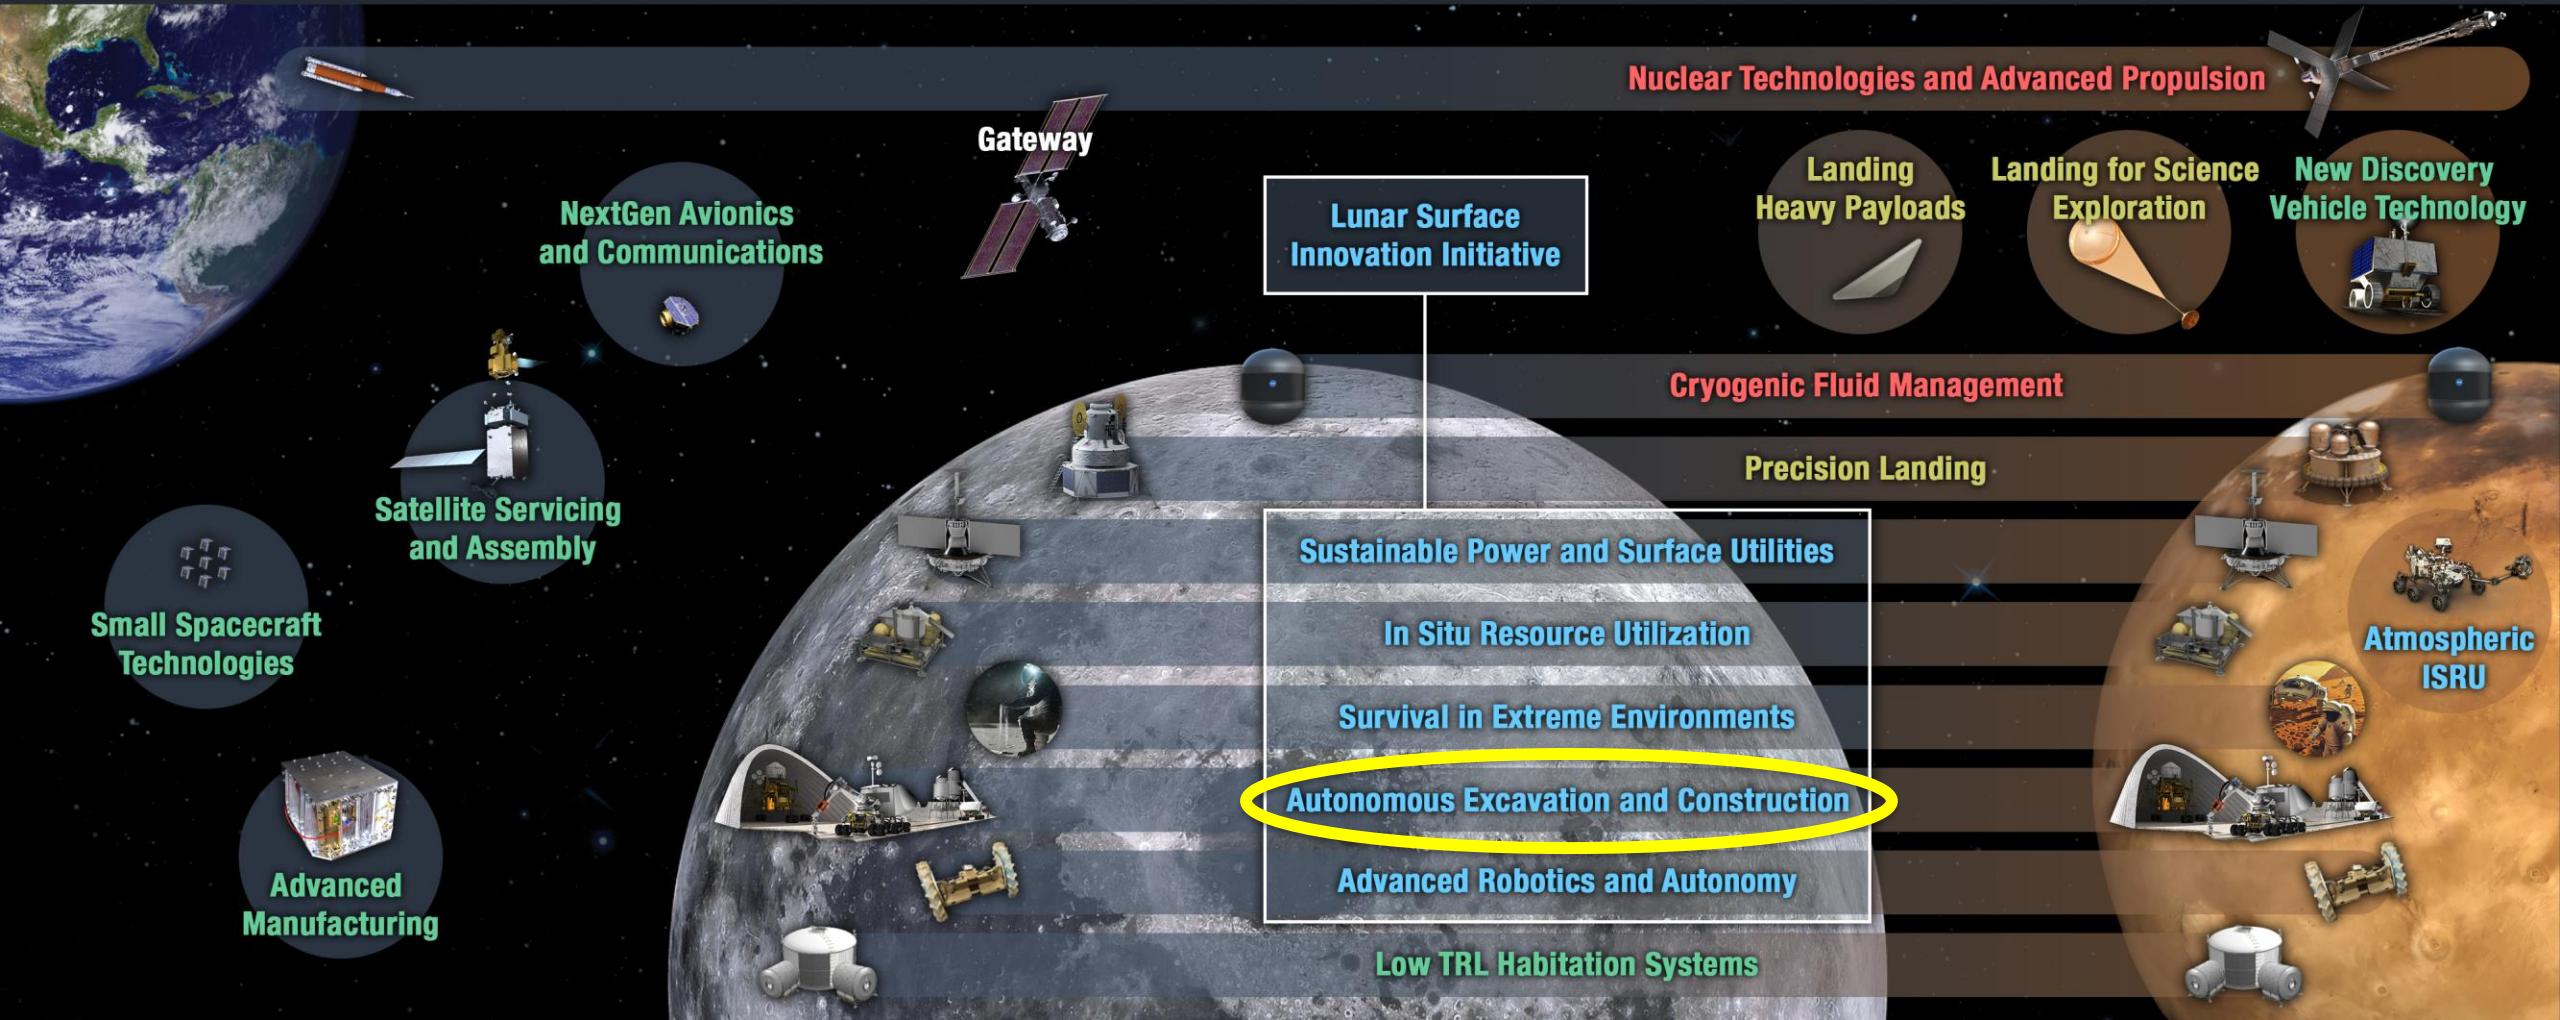 Nuclear Technologies and Advanced Propulsion
Gateway
Landing
Heavy Payloads
Landing for Science
Exploration
New Discovery
Vehicle Technology
NextGen Avionics
and Communications
Lunar Surface
Innovation Initiative
Cryogenic Fluid Management
Precision Landing
Satellite Servicing
and Assembly
Sustainable Power and Surface Utilities
Small Spacecraft
Technologies
In Situ Resource Utilization
Atmospheric
ISRU
Survival in Extreme Environments
Autonomous Excavation and Construction
Advanced
Manufacturing
Advanced Robotics and Autonomy
Low TRL Habitation Systems